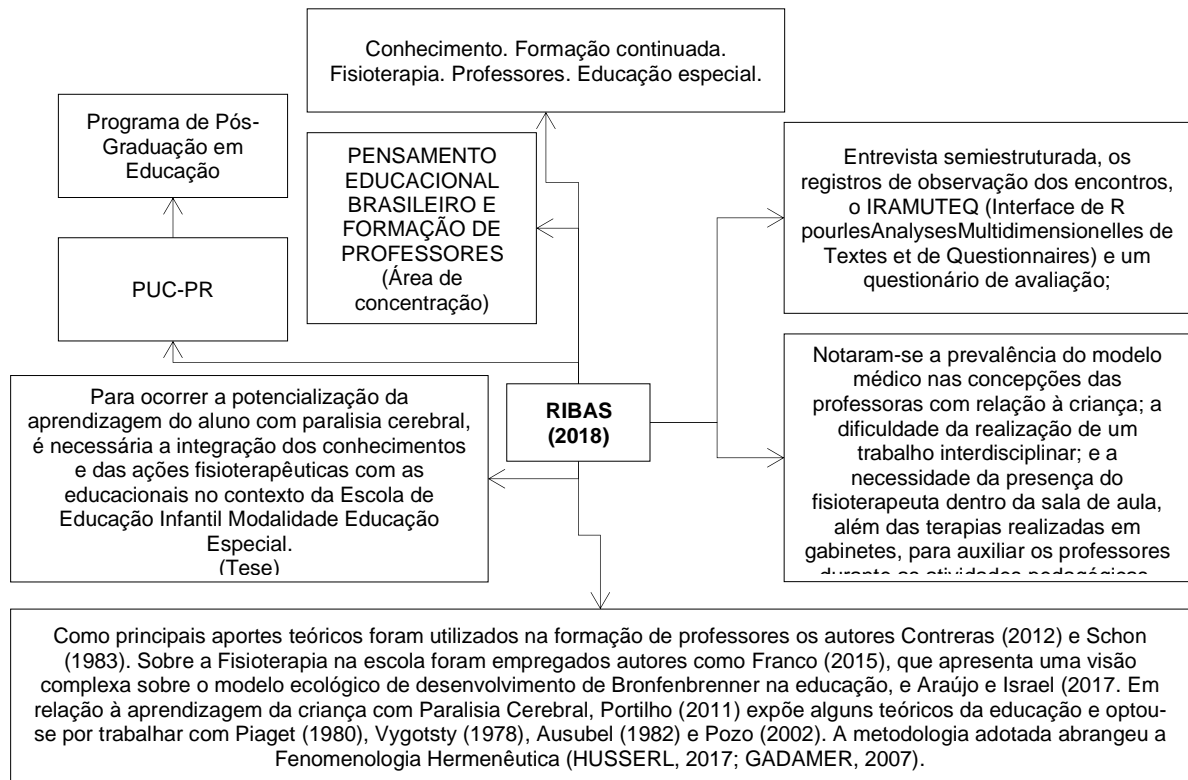 Conhecimento. Formação continuada.
Fisioterapia. Professores. Educação especial.
Programa de Pós-
Graduação em
Educação
PENSAMENTO
EDUCACIONAL
BRASILEIRO E
FORMAÇÃO DE
PROFESSORES
(Área de
concentração)
Entrevista semiestruturada, os
registros de observação dos encontros,
o IRAMUTEQ (Interface de R
pourlesAnalysesMultidimensionelles de
Textes et de Questionnaires) e um
questionário de avaliação;
PUC-PR
Para ocorrer a potencialização da
aprendizagem do aluno com paralisia cerebral,
é necessária a integração dos conhecimentos
e das ações fisioterapêuticas com as
educacionais no contexto da Escola de
Educação Infantil Modalidade Educação
Especial.
(Tese)
RIBAS
(2018)
Notaram-se a prevalência do modelo
médico nas concepções das
professoras com relação à criança; a
dificuldade da realização de um
trabalho interdisciplinar; e a
necessidade da presença do
fisioterapeuta dentro da sala de aula,
além das terapias realizadas em
gabinetes, para auxiliar os professores
durante as atividades pedagógicas
Como principais aportes teóricos foram utilizados na formação de professores os autores Contreras (2012) e Schon
(1983). Sobre a Fisioterapia na escola foram empregados autores como Franco (2015), que apresenta uma visão
complexa sobre o modelo ecológico de desenvolvimento de Bronfenbrenner na educação, e Araújo e Israel (2017. Em
relação à aprendizagem da criança com Paralisia Cerebral, Portilho (2011) expõe alguns teóricos da educação e optou-
se por trabalhar com Piaget (1980), Vygotsty (1978), Ausubel (1982) e Pozo (2002). A metodologia adotada abrangeu a
Fenomenologia Hermenêutica (HUSSERL, 2017; GADAMER, 2007).